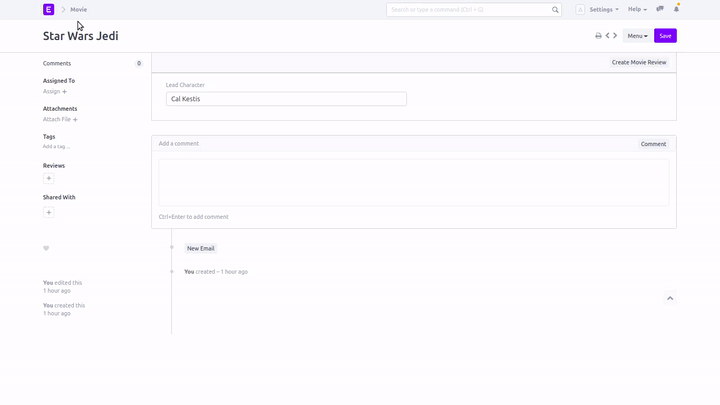 E
Movie
Search or type a command (Ctrl + G)
A
Settings
Help
Star Wars Jedi
Menu
Save
Comments
0
Assigned To
Assign +
Attachments
Attach File +
Tags
Add a tag ...
Reviews
+
Shared With
+
You edited this
1 hour ago
You created this
1 hour ago
Create Movie Review
Lead Character
Cal Kestis
Add a comment
Comment
Ctrl+Enter to add comment
New Email
You created – 1 hour ago